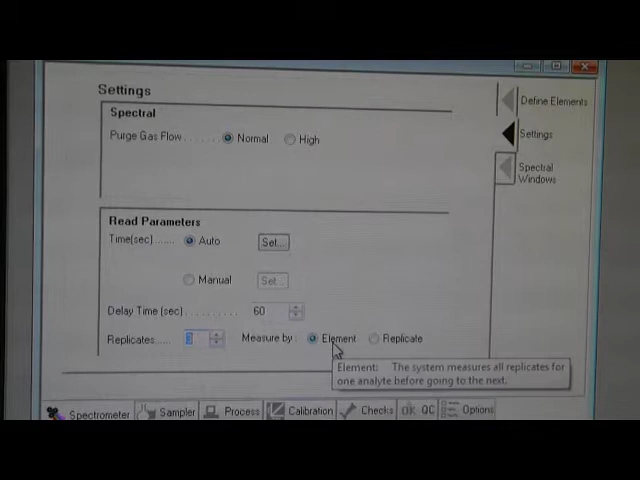 Settings
Define Elements
Spectral
Purge Gas Flow....... Normal High
Settings
Spectral
Windows
Read Parameters
Time(sec)...... Auto Set...
Manual Set...
Delay Time (sec).......... 60
Replicates..... Measure by: Element Replicate
Element: The system measures all replicates for
one analyte before going to the next.
Spectrometer Sampler Process Calibration Checks OK QC Options